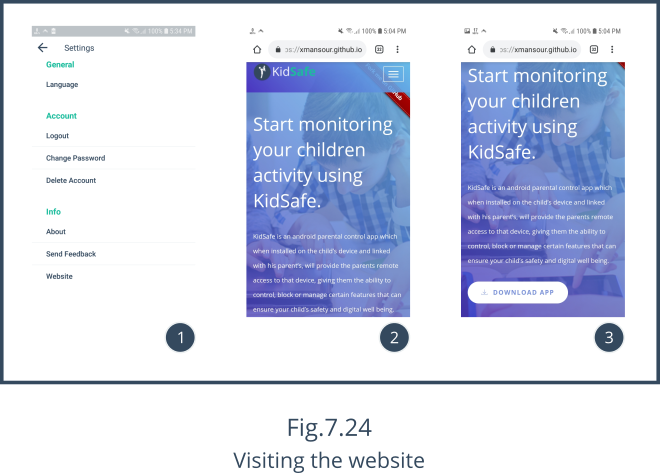 100% 5:34 PM
Settings
General
Language
Account
Logout
Change Password
Delete Account
Info
About
Send Feedback
Website
1
100% 5:04 PM
xmansour.github.io
KidSafe
Start monitoring
your children
activity using
KidSafe.
KidSafe is an android parental control app which
when installed on the child's device and linked
with his parent's, will provide the parents remote
access to that device, giving them the ability to
control, block or manage certain features that can
ensure your child's safety and digital well being.
2
100% 5:04 PM
xmansour.github.io
Start monitoring
your children
activity using
KidSafe.
KidSafe is an android parental control app which
when installed on the child's device and linked
with his parent's, will provide the parents remote
access to that device, giving them the ability to
control, block or manage certain features that can
ensure your child's safety and digital well being.
DOWNLOAD APP
3
Fig.7.24
Visiting the website